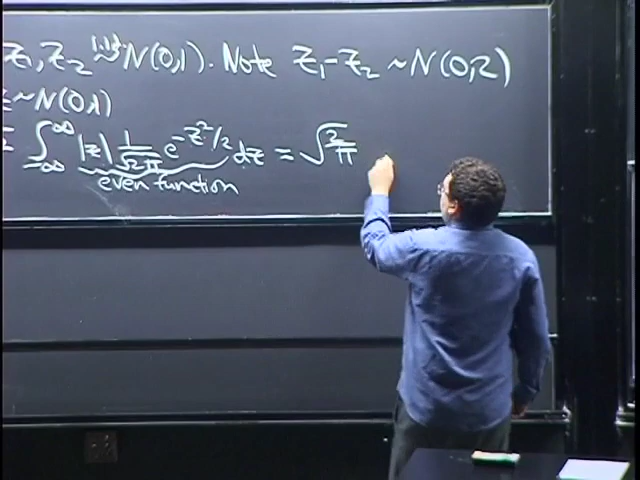 Z₁, Z₂ i.i.d. ~ N(0,1). Note Z₁-Z₂ ~ N(0,2)
~ N(0,1)
∫_{-∞}^{∞} |z| 1/√2π e^{-z²/2} dz = √(2/π)
even function